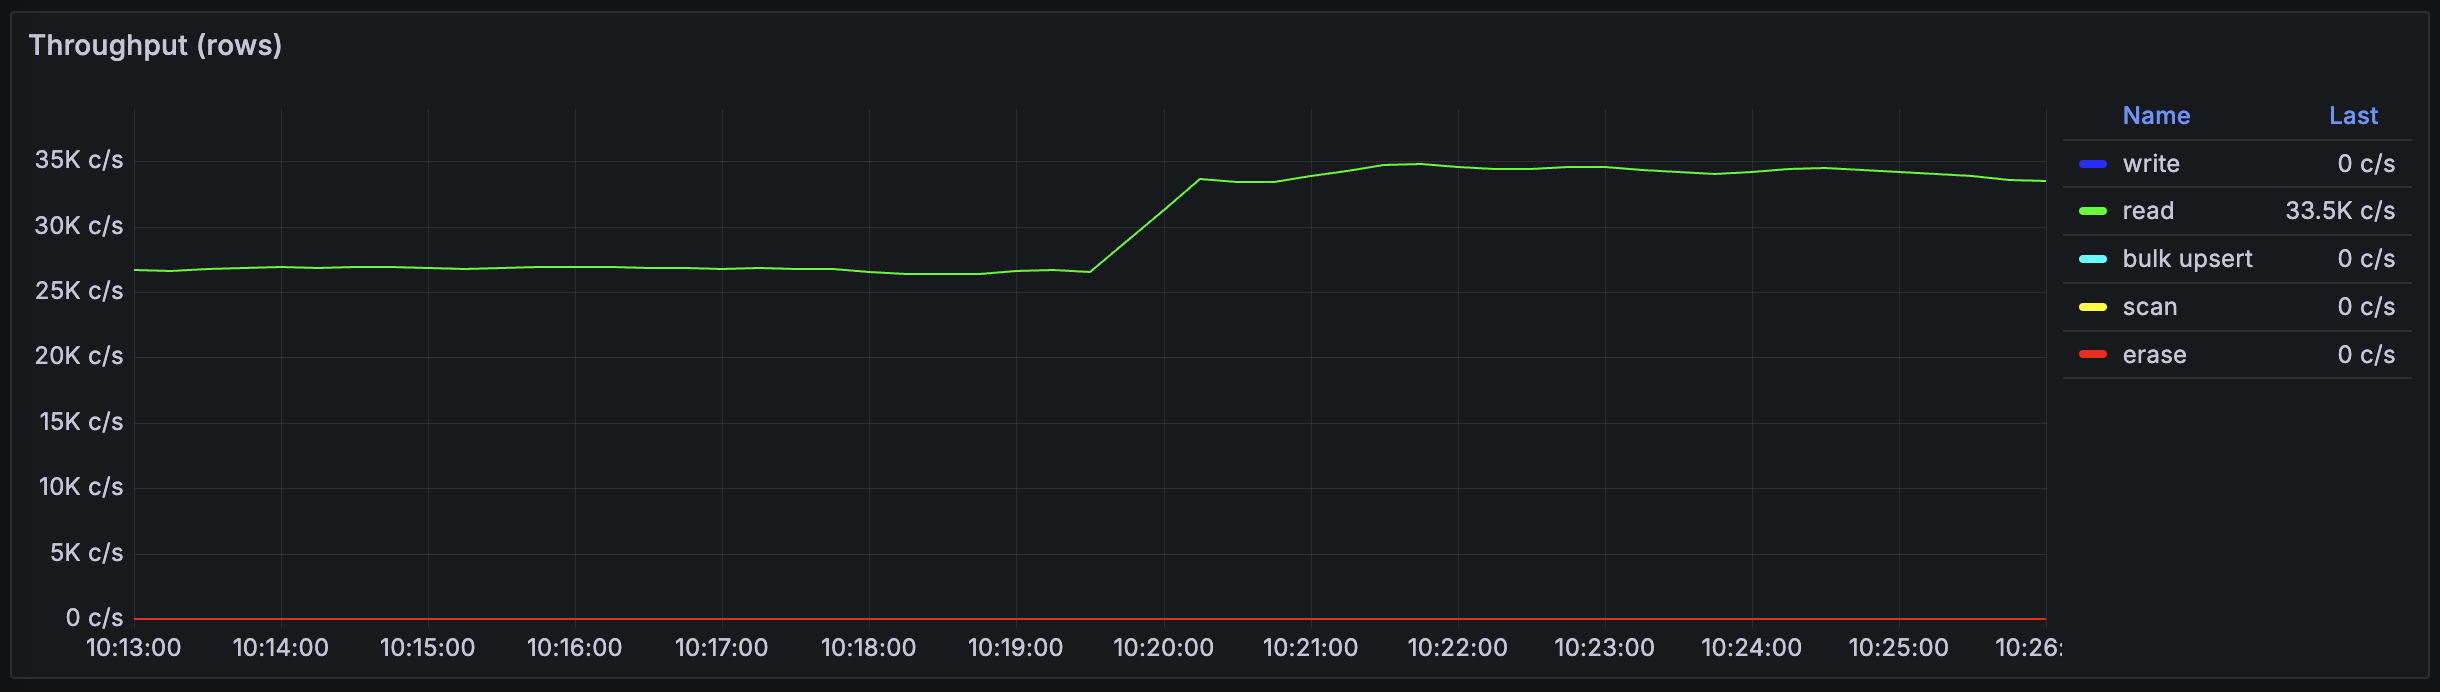 Throughput (rows)
Name Last
write 0 c/s
read 33.5K c/s
bulk upsert 0 c/s
scan 0 c/s
erase 0 c/s
35K c/s
30K c/s
25K c/s
20K c/s
15K c/s
10K c/s
5K c/s
0 c/s
10:13:00 10:14:00 10:15:00 10:16:00 10:17:00 10:18:00 10:19:00 10:20:00 10:21:00 10:22:00 10:23:00 10:24:00 10:25:00 10:26: